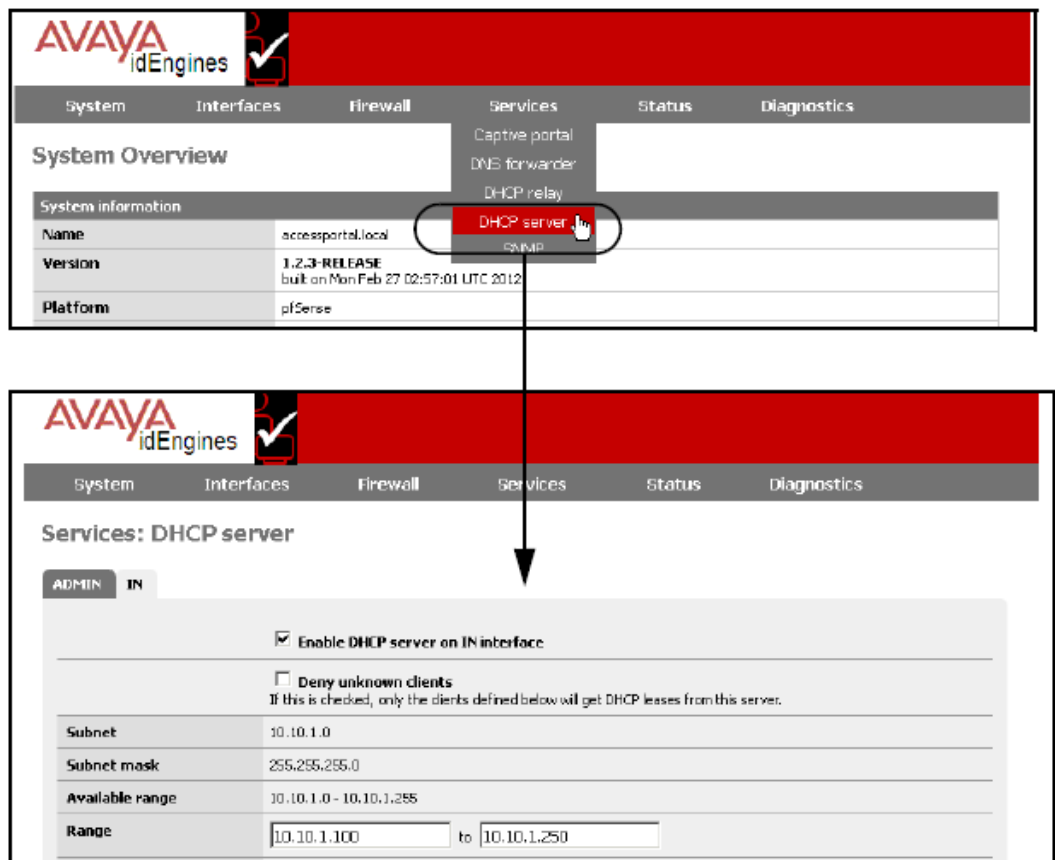 AVAYA
idEngines
System Interfaces Firewall Services Status Diagnostics
Captive portal
DNS forwarder
DHCP relay
DHCP server
SNMP
System Overview
System information
Name accessportal.local
Version 1.2.3-RELEASE
built on Mon Feb 27 02:57:01 UTC 2012
Platform pfSense
AVAYA
idEngines
System Interfaces Firewall Services Status Diagnostics
Services: DHCP server
ADMIN IN
Enable DHCP server on IN interface
Deny unknown clients
If this is checked, only the clients defined below will get DHCP leases from this server.
Subnet 10.10.1.0
Subnet mask 255.255.255.0
Available range 10.10.1.0 - 10.10.1.255
Range 10.10.1.100 to 10.10.1.250